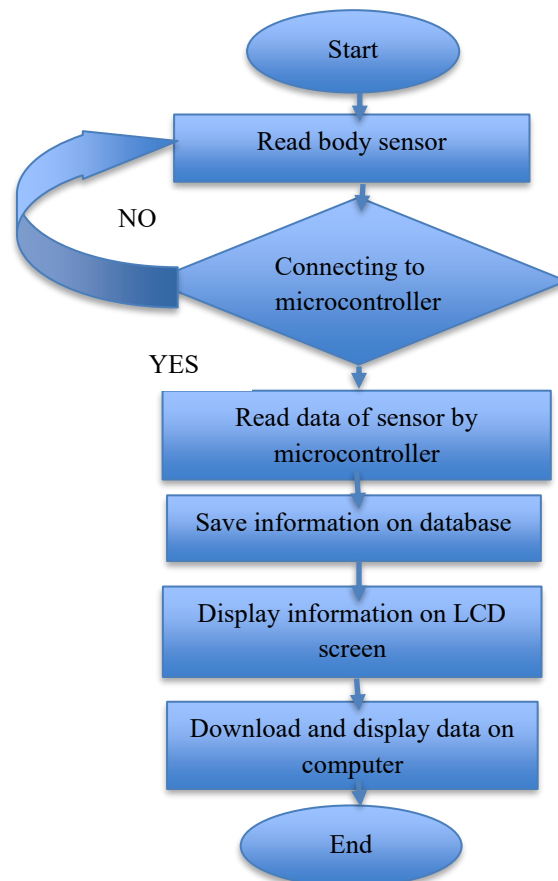 Start
Read body sensor
NO
Connecting to
microcontroller
YES
Read data of sensor by
microcontroller
Save information on database
Display information on LCD
screen
Download and display data on
computer
End